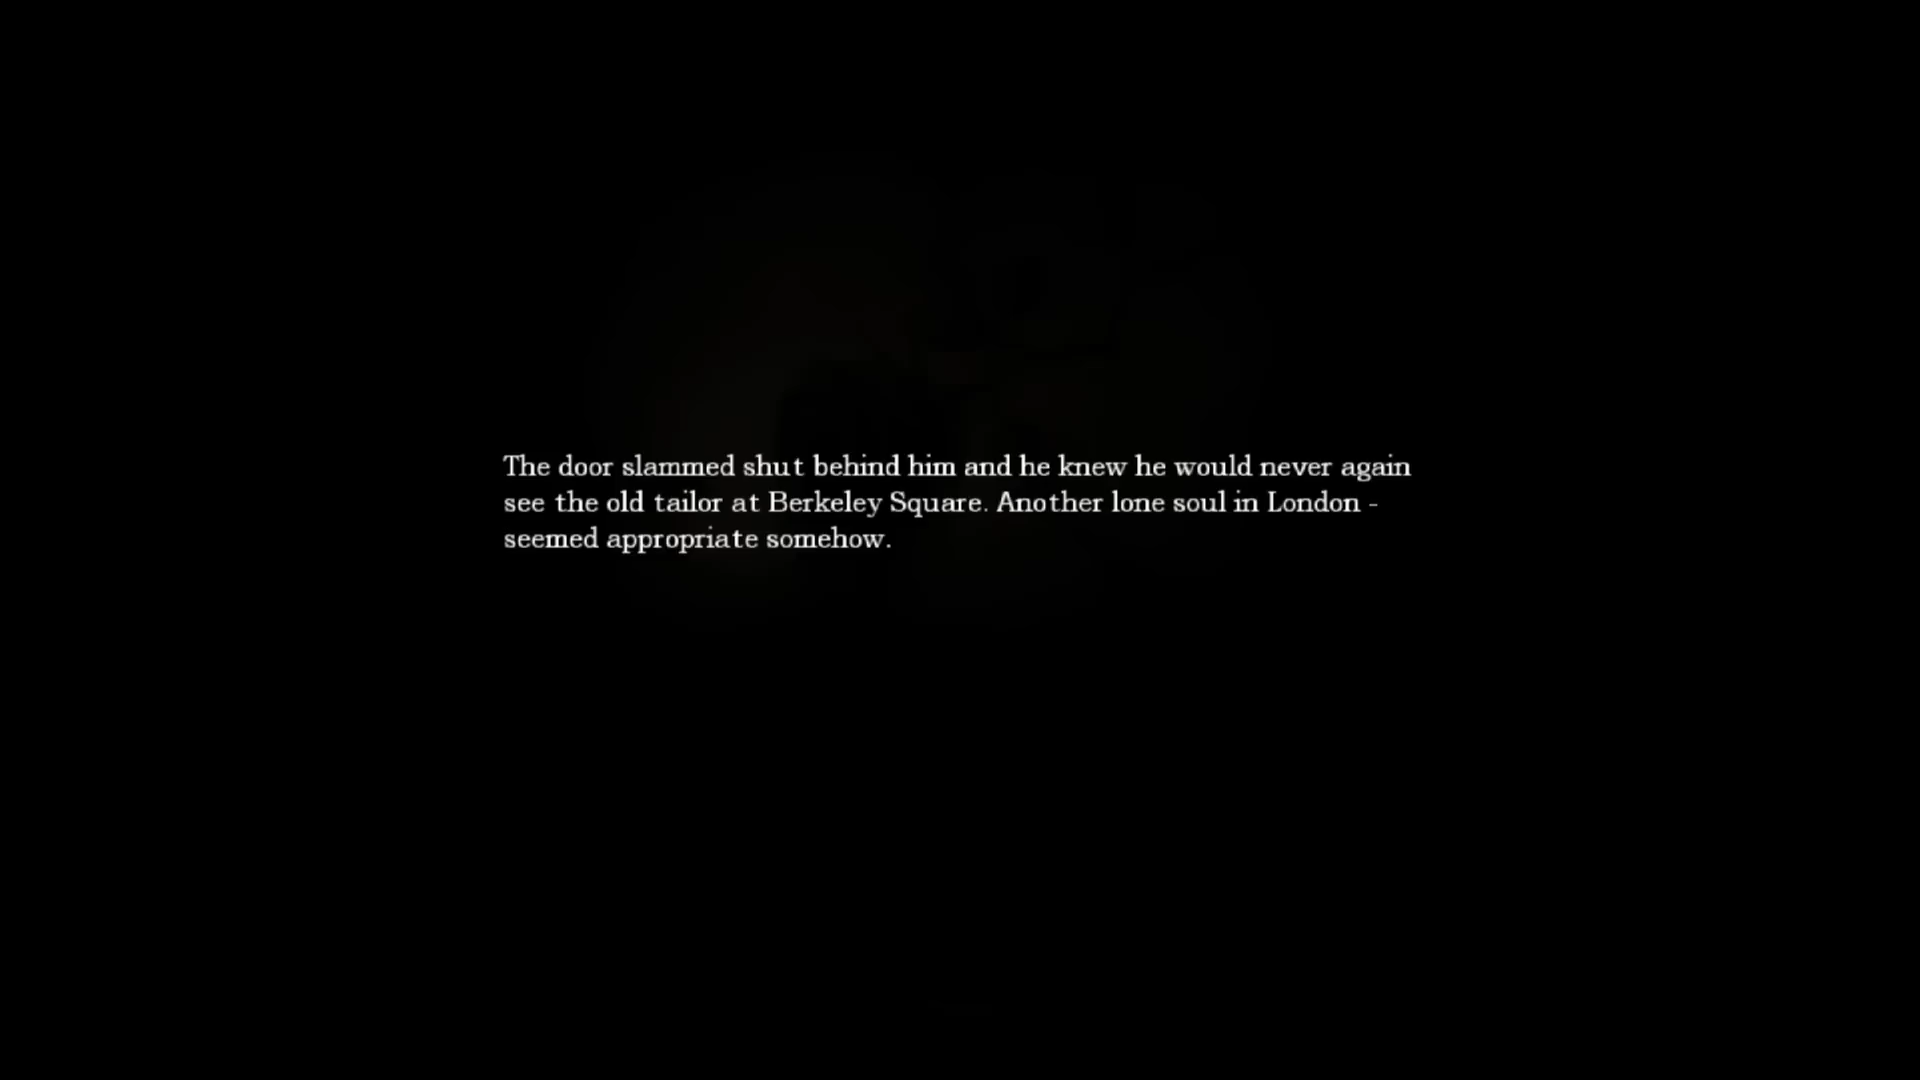 The door slammed shut behind him and he knew he would never again
see the old tailor at Berkeley Square. Another lone soul in London -
seemed appropriate somehow.